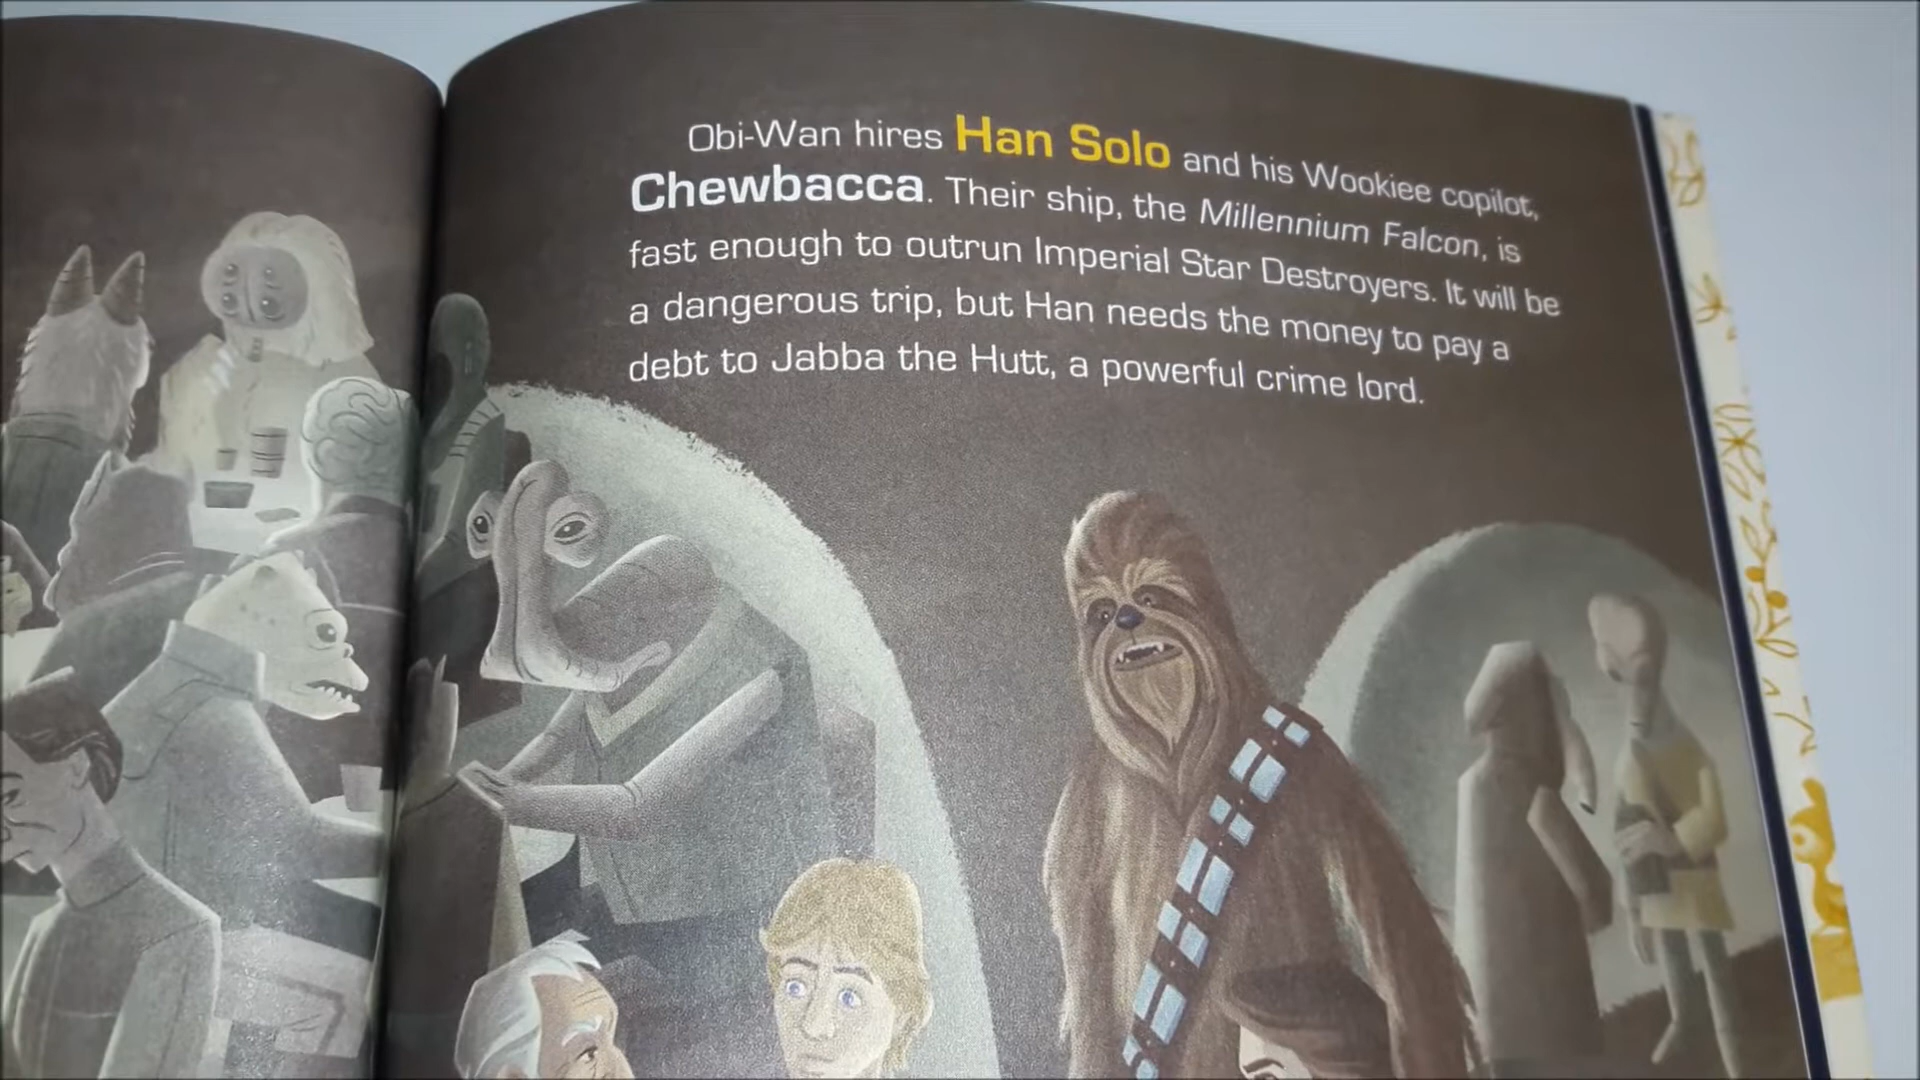 Obi-Wan hires Han Solo and his Wookiee copilot,
Chewbacca. Their ship, the Millennium Falcon, is
fast enough to outrun Imperial Star Destroyers. It will be
a dangerous trip, but Han needs the money to pay a
debt to Jabba the Hutt, a powerful crime lord.